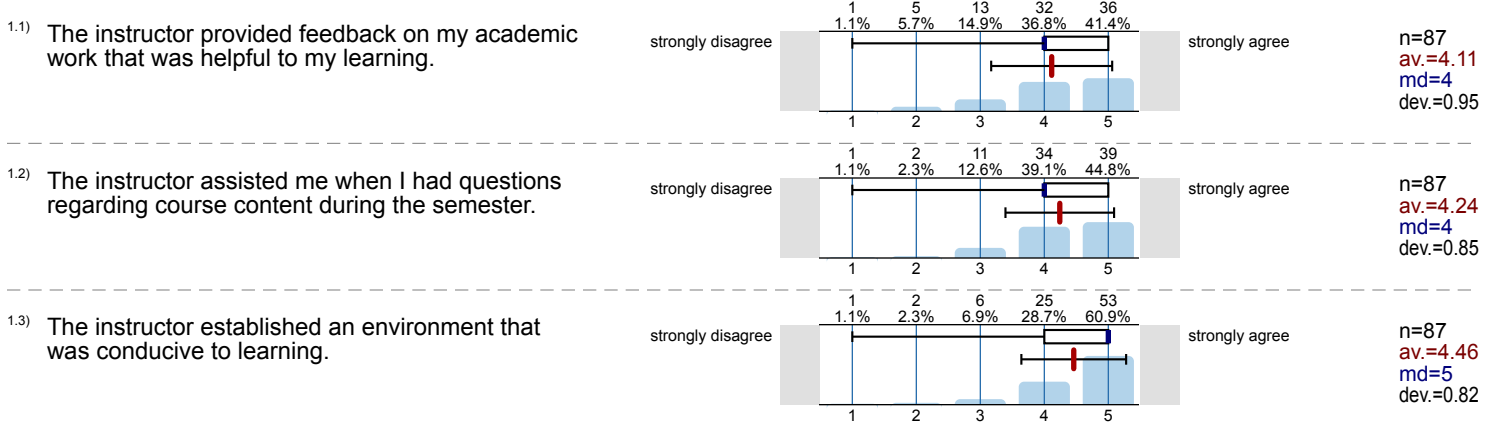 1.1) The instructor provided feedback on my academic
work that was helpful to my learning.
strongly disagree
1 5 13 32 36
1.1% 5.7% 14.9% 36.8% 41.4%
1 2 3 4 5
strongly agree
n=87
av.=4.11
md=4
dev.=0.95
1.2) The instructor assisted me when I had questions
regarding course content during the semester.
strongly disagree
1 2 11 34 39
1.1% 2.3% 12.6% 39.1% 44.8%
1 2 3 4 5
strongly agree
n=87
av.=4.24
md=4
dev.=0.85
1.3) The instructor established an environment that
was conducive to learning.
strongly disagree
1 2 6 25 53
1.1% 2.3% 6.9% 28.7% 60.9%
1 2 3 4 5
strongly agree
n=87
av.=4.46
md=5
dev.=0.82